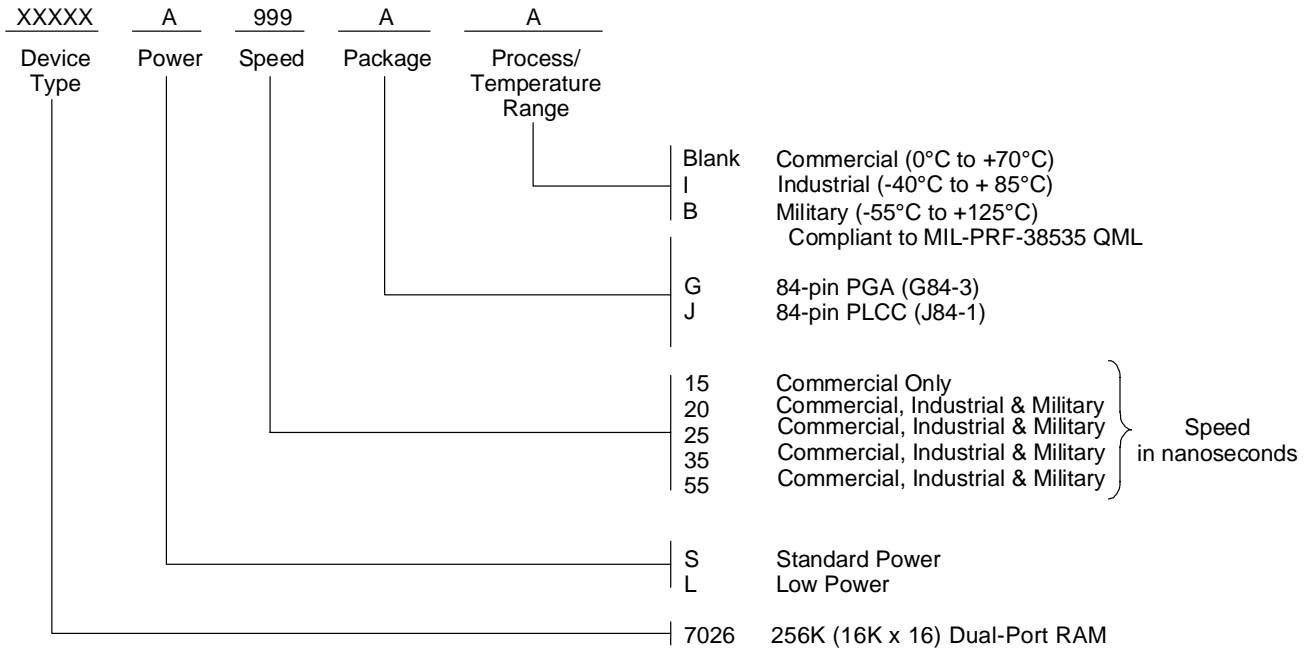 XXXXX A 999 A A
Device Type Power Speed Package Process/ Temperature Range
Blank Commercial (0°C to +70°C)
I Industrial (-40°C to + 85°C)
B Military (-55°C to +125°C)
Compliant to MIL-PRF-38535 QML
G 84-pin PGA (G84-3)
J 84-pin PLCC (J84-1)
15 Commercial Only
20 Commercial, Industrial & Military
25 Commercial, Industrial & Military
35 Commercial, Industrial & Military
55 Commercial, Industrial & Military
Speed
in nanoseconds
S Standard Power
L Low Power
7026 256K (16K x 16) Dual-Port RAM